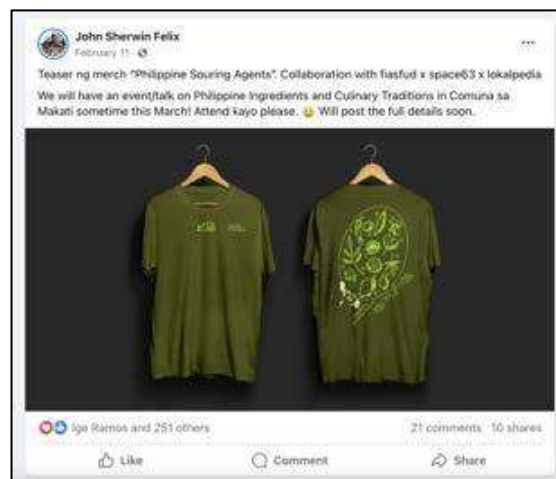 John Sherwin Felix
February 11 ·
Teaser ng merch "Philippine Souring Agents". Collaboration with fiasfud x space63 x lokalpedia
We will have an event/talk on Philippine Ingredients and Culinary Traditions in Comuna sa
Makati sometime this March! Attend kayo please. 😃 Will post the full details soon.
Ige Ramos and 251 others
21 comments 10 shares
Like
Comment
Share